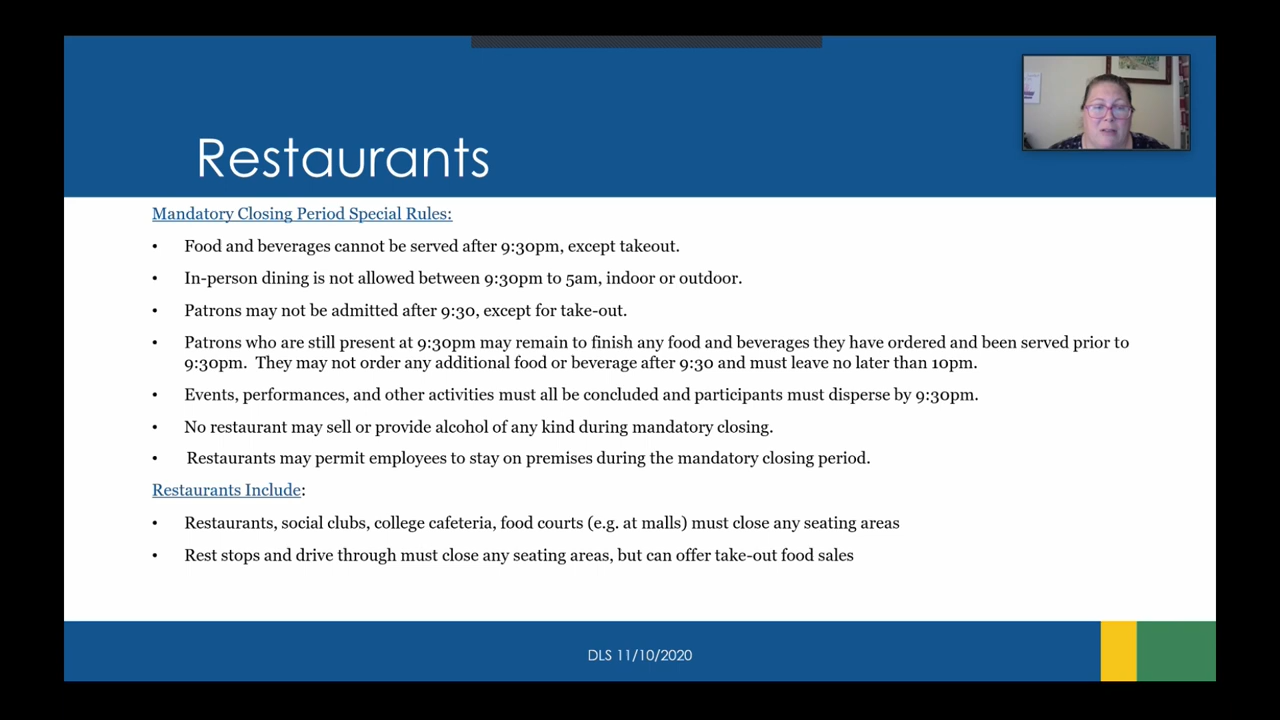 Restaurants
Mandatory Closing Period Special Rules:
• Food and beverages cannot be served after 9:30pm, except takeout.
• In-person dining is not allowed between 9:30pm to 5am, indoor or outdoor.
• Patrons may not be admitted after 9:30, except for take-out.
• Patrons who are still present at 9:30pm may remain to finish any food and beverages they have ordered and been served prior to
9:30pm.  They may not order any additional food or beverage after 9:30 and must leave no later than 10pm.
• Events, performances, and other activities must all be concluded and participants must disperse by 9:30pm.
• No restaurant may sell or provide alcohol of any kind during mandatory closing.
• Restaurants may permit employees to stay on premises during the mandatory closing period.
Restaurants Include:
• Restaurants, social clubs, college cafeteria, food courts (e.g. at malls) must close any seating areas
• Rest stops and drive through must close any seating areas, but can offer take-out food sales
DLS 11/10/2020